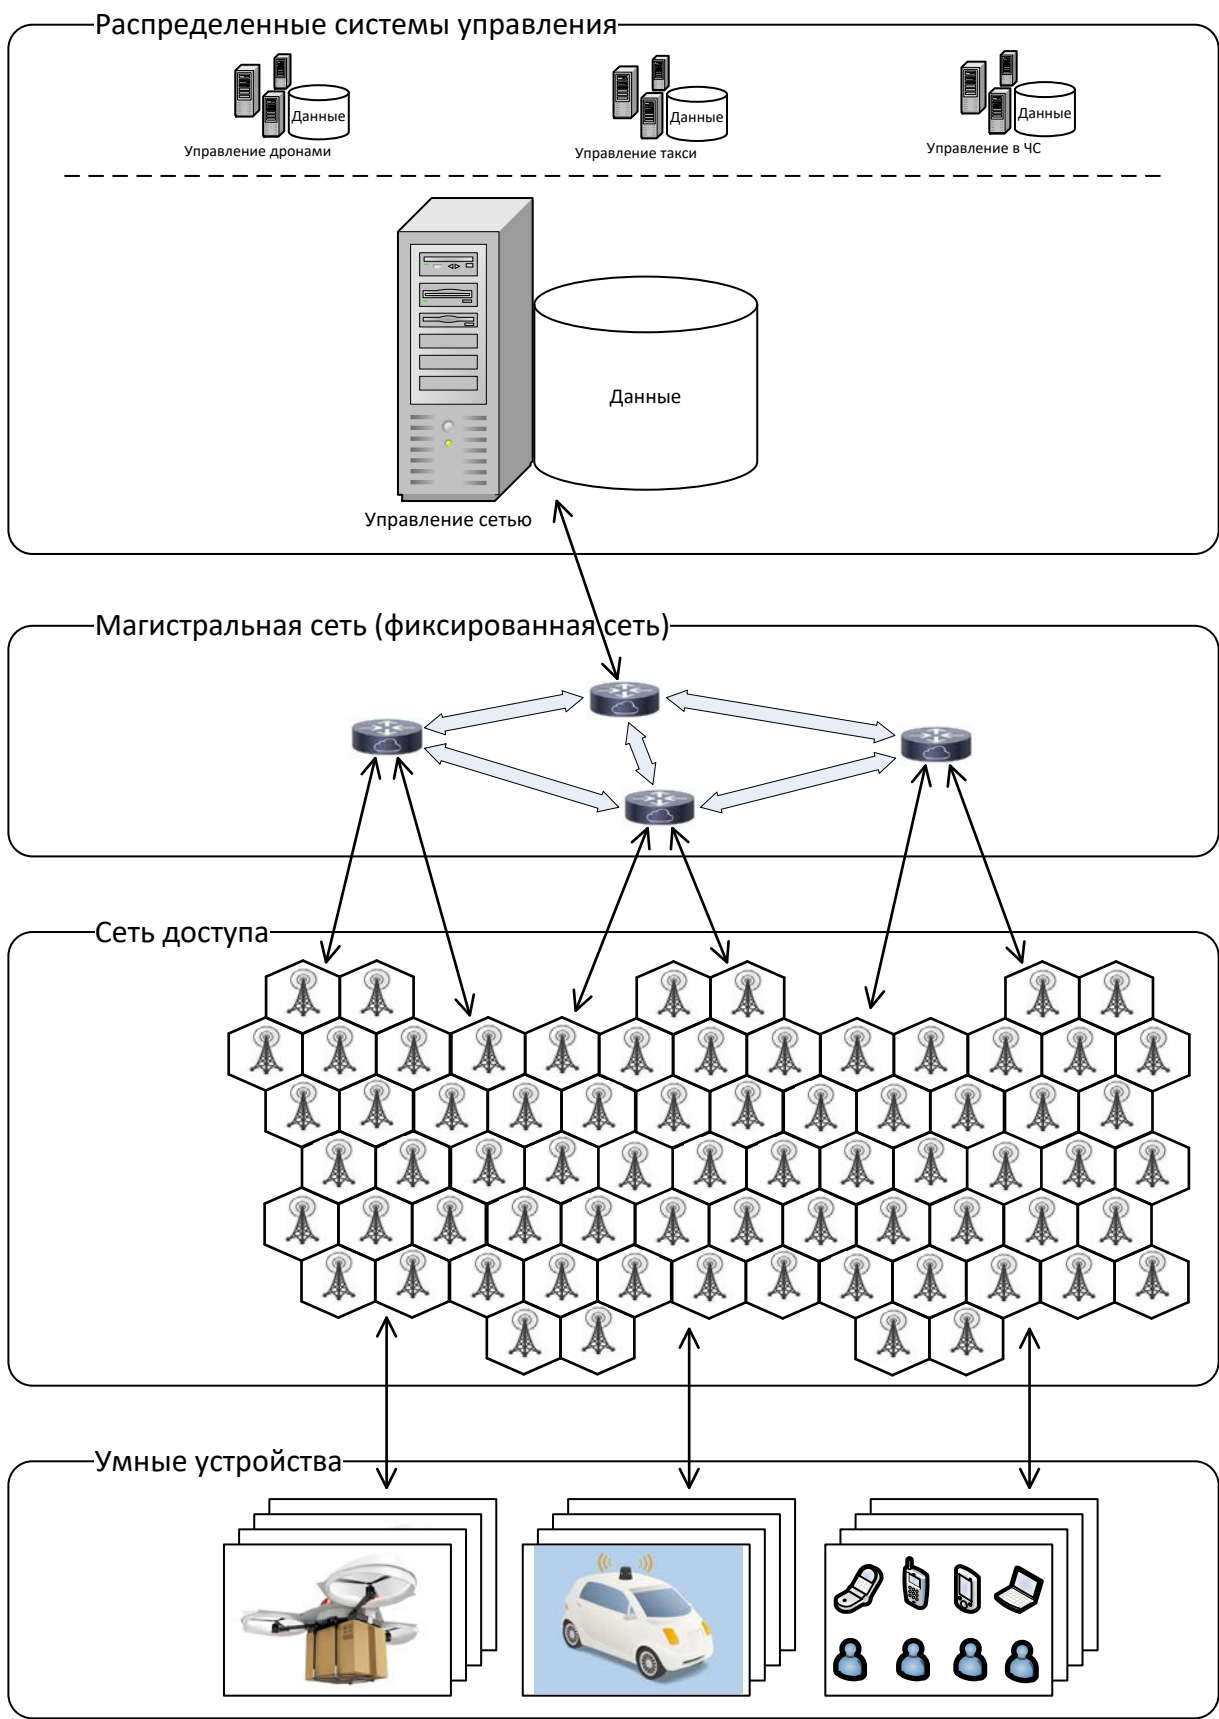 Распределенные системы управления
Данные
Данные
Данные
Управление дронами
Управление такси
Управление в ЧС
Данные
Управление сетью
Магистральная сеть (фиксированная сеть)
Сеть доступа
Умные устройства